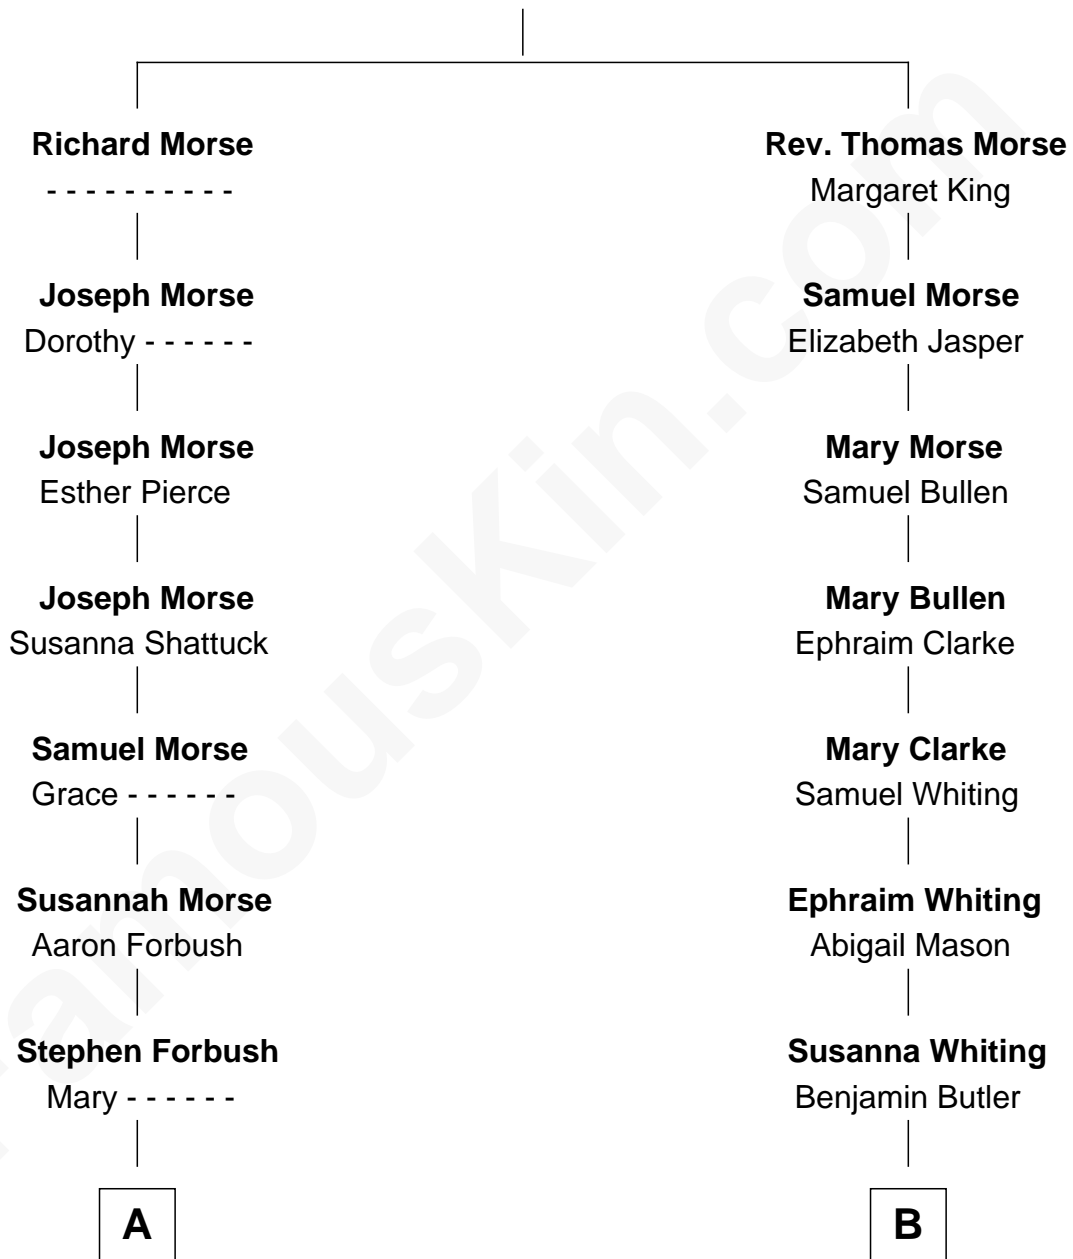 Richard Morse
- - - - - - - - - -
Joseph Morse
Dorothy - - - - - -
Joseph Morse
Esther Pierce
Joseph Morse
Susanna Shattuck
Samuel Morse
Grace - - - - - -
Susannah Morse
Aaron Forbush
Stephen Forbush
Mary - - - - - -
A
Rev. Thomas Morse
Margaret King
Samuel Morse
Elizabeth Jasper
Mary Morse
Samuel Bullen
Mary Bullen
Ephraim Clarke
Mary Clarke
Samuel Whiting
Ephraim Whiting
Abigail Mason
Susanna Whiting
Benjamin Butler
B
FamousKin.com